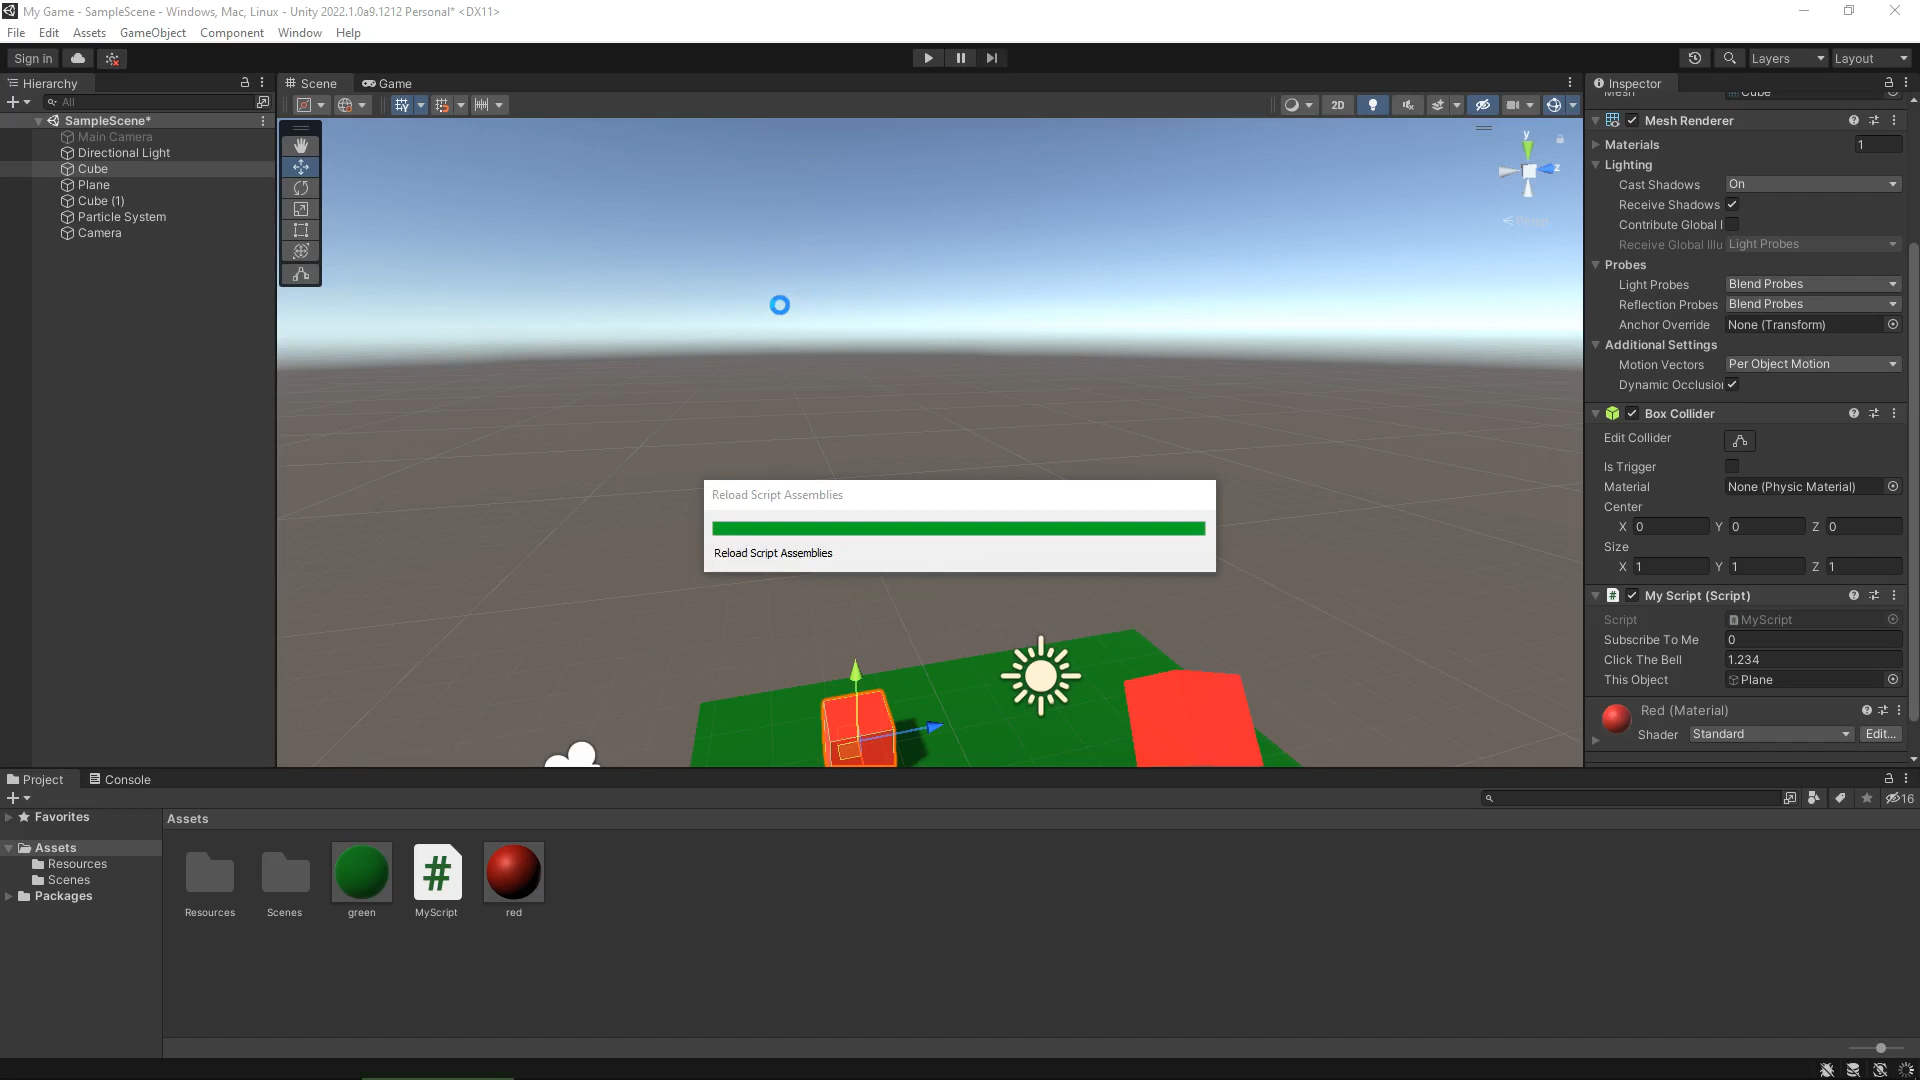 My Game - SampleScene - Windows, Mac, Linux - Unity 2022.1.0a9.1212 Personal* <DX11>
File Edit Assets GameObject Component Window Help
Sign in
Layers
Layout
Hierarchy
All
SampleScene*
Main Camera
Directional Light
Cube
Plane
Cube (1)
Particle System
Camera
Scene
Game
2D
y
z
Persp
Reload Script Assemblies
Reload Script Assemblies
Inspector
Mesh Cube
Mesh Renderer
Materials 1
Lighting
Cast Shadows On
Receive Shadows
Contribute Global I
Receive Global Illu Light Probes
Probes
Light Probes Blend Probes
Reflection Probes Blend Probes
Anchor Override None (Transform)
Additional Settings
Motion Vectors Per Object Motion
Dynamic Occlusion
Box Collider
Edit Collider
Is Trigger
Material None (Physic Material)
Center
X 0 Y 0 Z 0
Size
X 1 Y 1 Z 1
# My Script (Script)
Script MyScript
Subscribe To Me 0
Click The Bell 1.234
This Object Plane
Red (Material)
Shader Standard Edit...
Project
Console
16
Favorites
Assets
Resources
Scenes
Packages
Assets
#
Resources Scenes green MyScript red